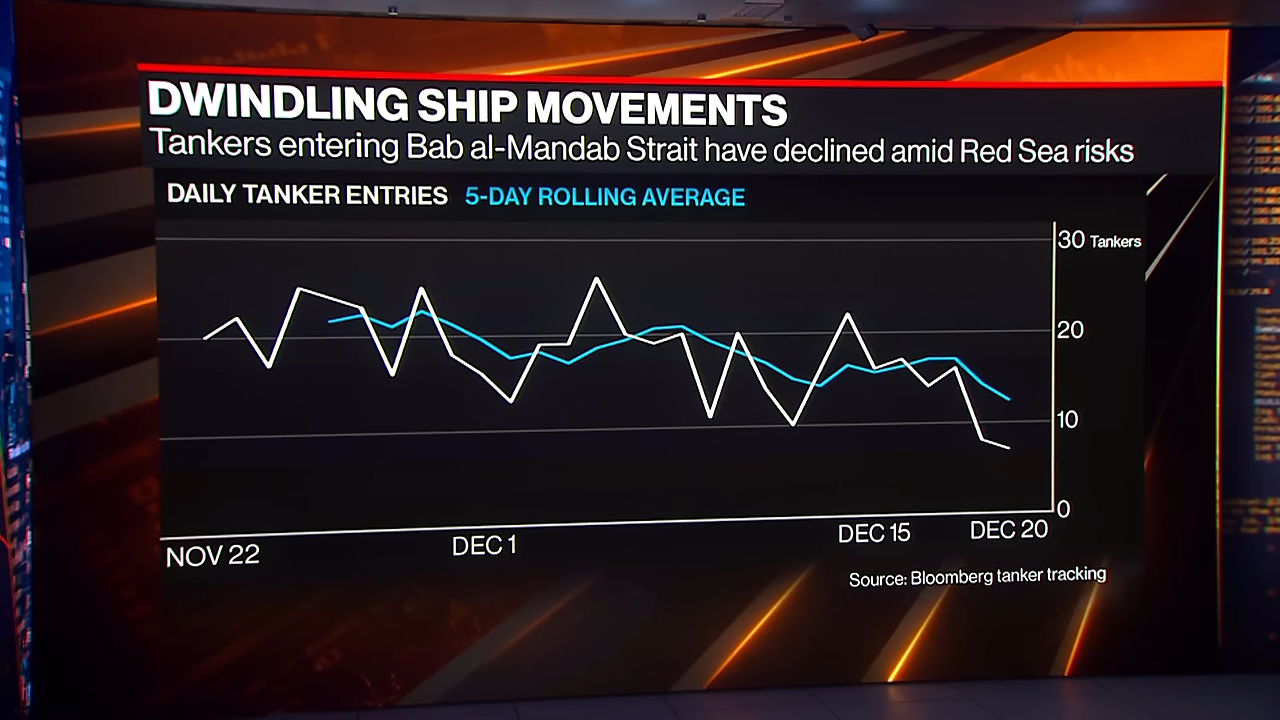 DWINDLING SHIP MOVEMENTS
Tankers entering Bab al-Mandab Strait have declined amid Red Sea risks
DAILY TANKER ENTRIES 5-DAY ROLLING AVERAGE
30 Tankers
20
10
0
NOV 22 DEC 1 DEC 15 DEC 20
Source: Bloomberg tanker tracking